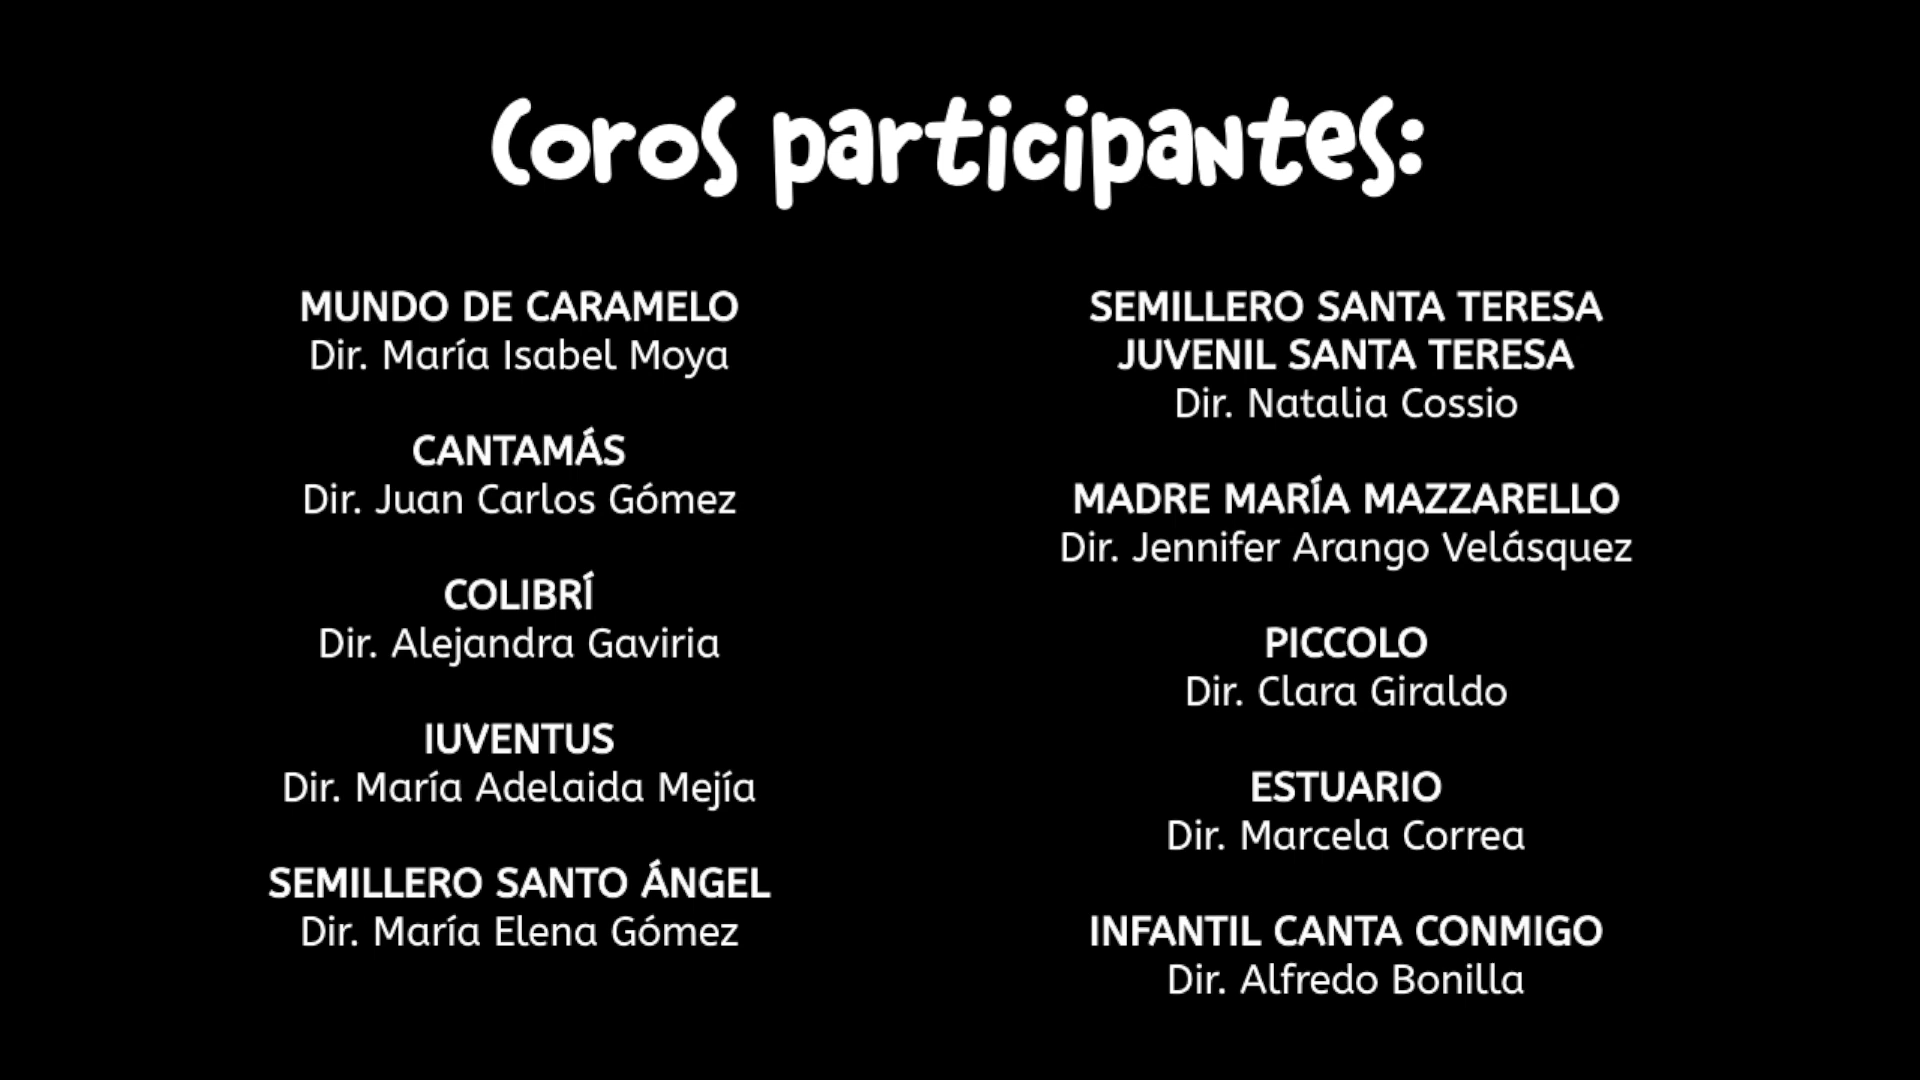 Coros participantes:
MUNDO DE CARAMELO
Dir. María Isabel Moya
CANTAMÁS
Dir. Juan Carlos Gómez
COLIBRÍ
Dir. Alejandra Gaviria
IUVENTUS
Dir. María Adelaida Mejía
SEMILLERO SANTO ÁNGEL
Dir. María Elena Gómez
SEMILLERO SANTA TERESA
JUVENIL SANTA TERESA
Dir. Natalia Cossio
MADRE MARÍA MAZZARELLO
Dir. Jennifer Arango Velásquez
PICCOLO
Dir. Clara Giraldo
ESTUARIO
Dir. Marcela Correa
INFANTIL CANTA CONMIGO
Dir. Alfredo Bonilla